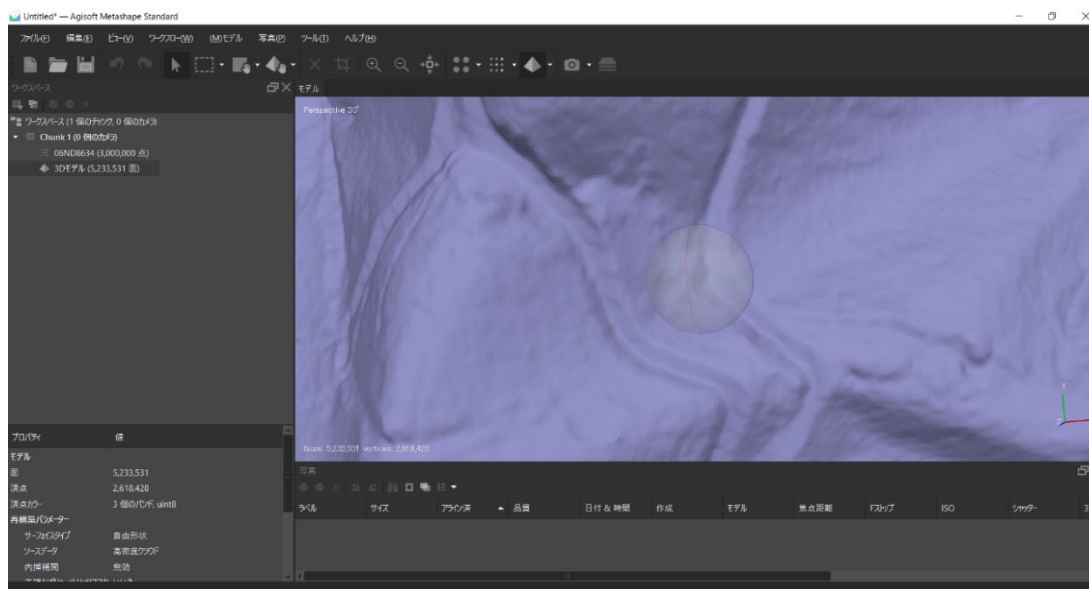 Untitled* — Agisoft Metashape Standard
ファイル(F) 編集(E) ビュー(V) ワークフロー(W) (M)モデル 写真(P) ツール(T) ヘルプ(H)
ワークスペース
モデル
ワークスペース (1 個のチャンク, 0 個のカメラ)
Chunk 1 (0 個のカメラ)
06ND8634 (3,000,000 点)
3Dモデル (5,233,531 面)
Perspective 30°
Y
Z
faces: 5,233,531 vertices: 2,618,428
プロパティ 値
モデル
面 5,233,531
頂点 2,618,428
頂点カラー 3 個のバンド, uint8
再構築パラメーター
サーフェスタイプ 自由形状
ソースデータ 高密度クラウド
内挿補間 無効
写真
ラベル サイズ アライン済 品質 日付 & 時間 作成 モデル 焦点距離 Fストップ ISO シャッター 3